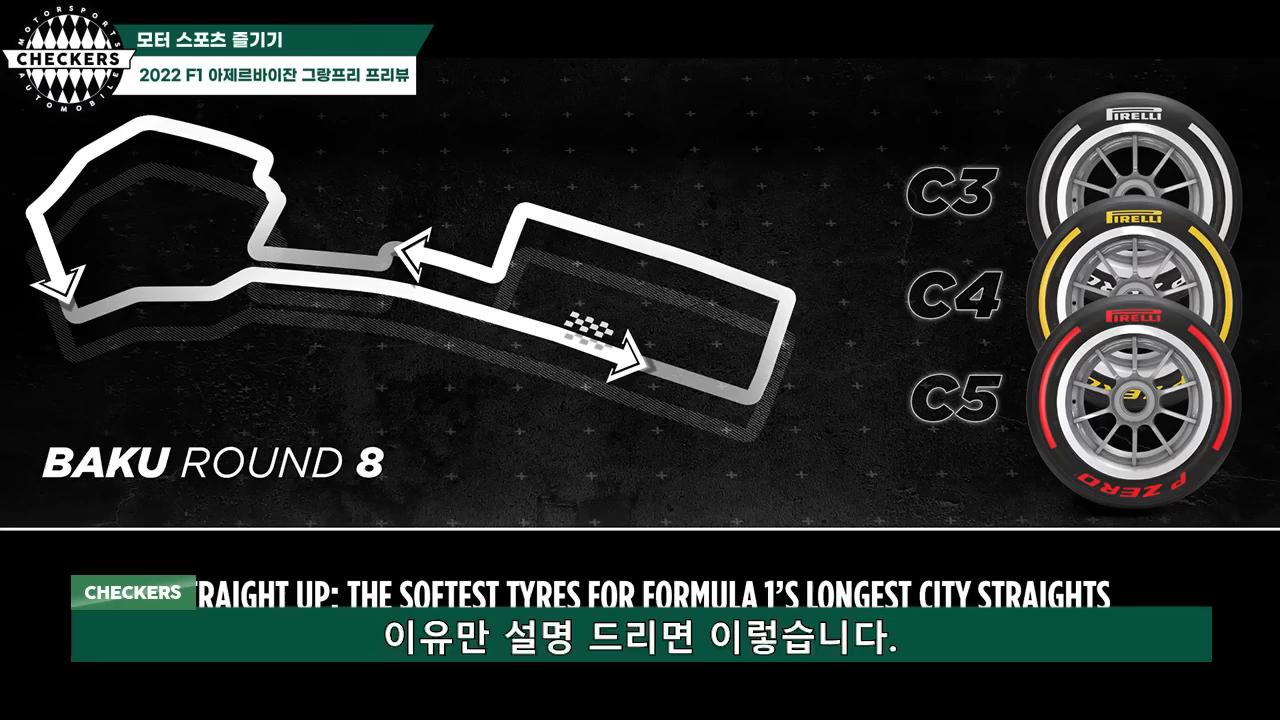 MOTORSPORTS
CHECKERS
AUTOMOBILE
모터 스포츠 즐기기
2022 F1 아제르바이잔 그랑프리 프리뷰
PIRELLI
C3
PIRELLI
C4
PIRELLI
C5
P ZERO
BAKU ROUND 8
CHECKERS
TRAIGHT UP: THE SOFTEST TYRES FOR FORMULA 1'S LONGEST CITY STRAIGHTS
이유만 설명 드리면 이렇습니다.